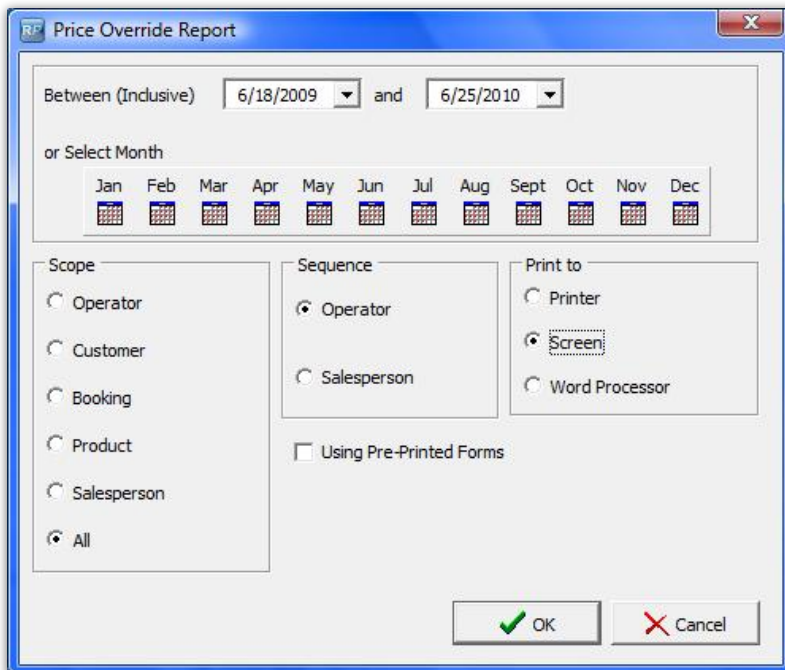 RP Price Override Report
Between (Inclusive) 6/18/2009 and 6/25/2010
or Select Month
Jan Feb Mar Apr May Jun Jul Aug Sept Oct Nov Dec
Scope
Operator
Customer
Booking
Product
Salesperson
All
Sequence
Operator
Salesperson
Print to
Printer
Screen
Word Processor
Using Pre-Printed Forms
OK Cancel